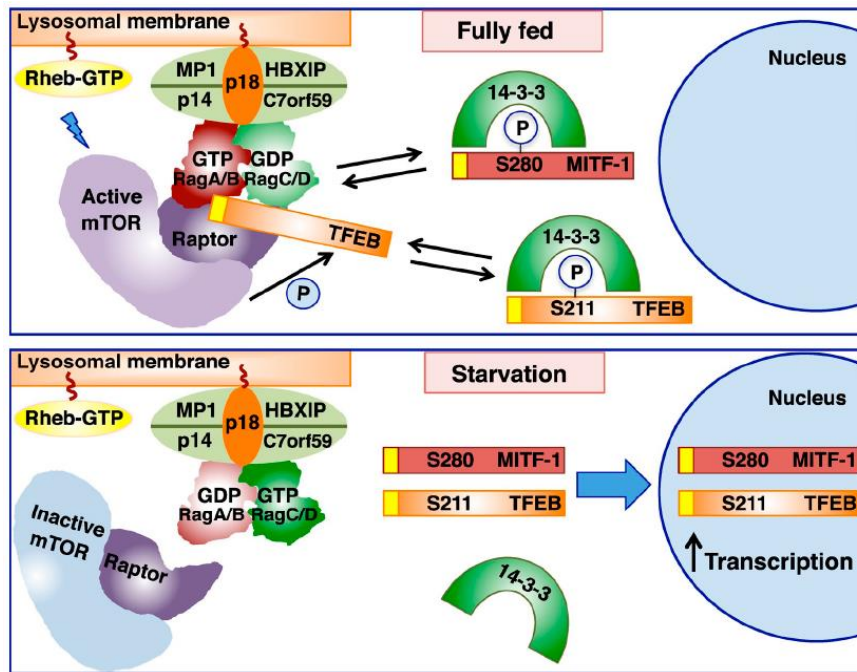 Lysosomal membrane
Fully fed
Nucleus
Rheb-GTP
MP1 p18 HBXIP
p14 C7orf59
GTP GDP
RagA/B RagC/D
Active
mTOR
Raptor
TFEB
P
14-3-3
P
S280 MITF-1
14-3-3
P
S211 TFEB
Lysosomal membrane
Starvation
Nucleus
Rheb-GTP
MP1 p18 HBXIP
p14 C7orf59
GDP GTP
RagA/B RagC/D
Inactive
mTOR
Raptor
S280 MITF-1
S211 TFEB
14-3-3
S280 MITF-1
S211 TFEB
Transcription